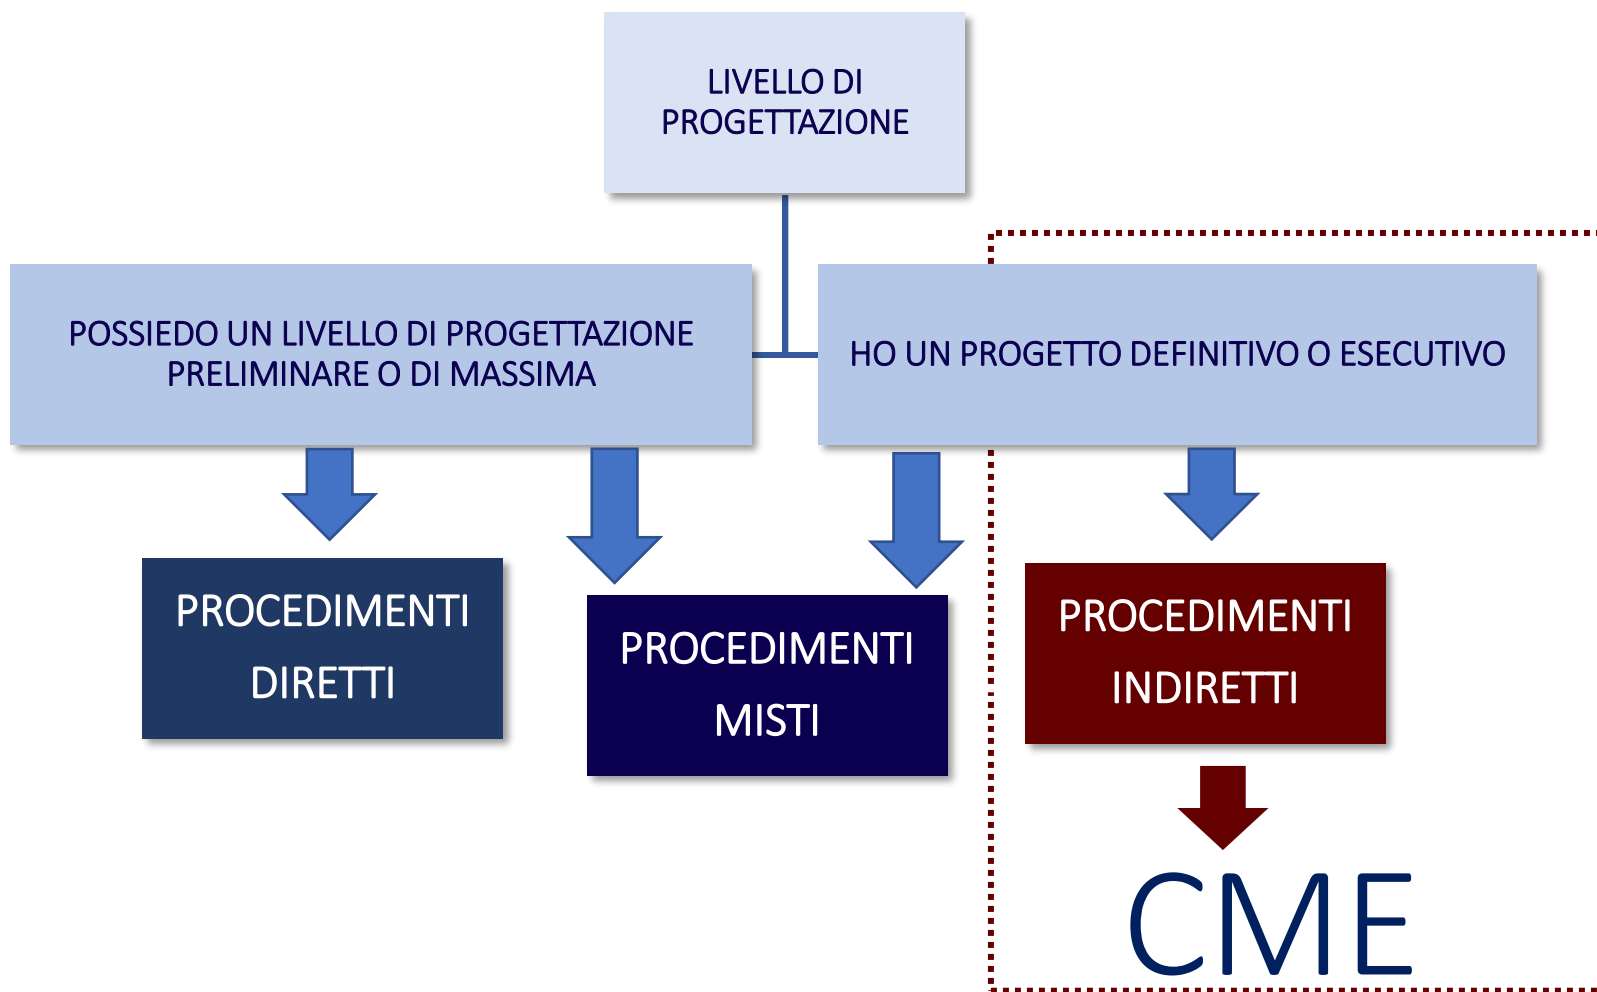 LIVELLO DI
PROGETTAZIONE
POSSIEDO UN LIVELLO DI PROGETTAZIONE
PRELIMINARE O DI MASSIMA
HO UN PROGETTO DEFINITIVO O ESECUTIVO
PROCEDIMENTI
DIRETTI
PROCEDIMENTI
MISTI
PROCEDIMENTI
INDIRETTI
CME